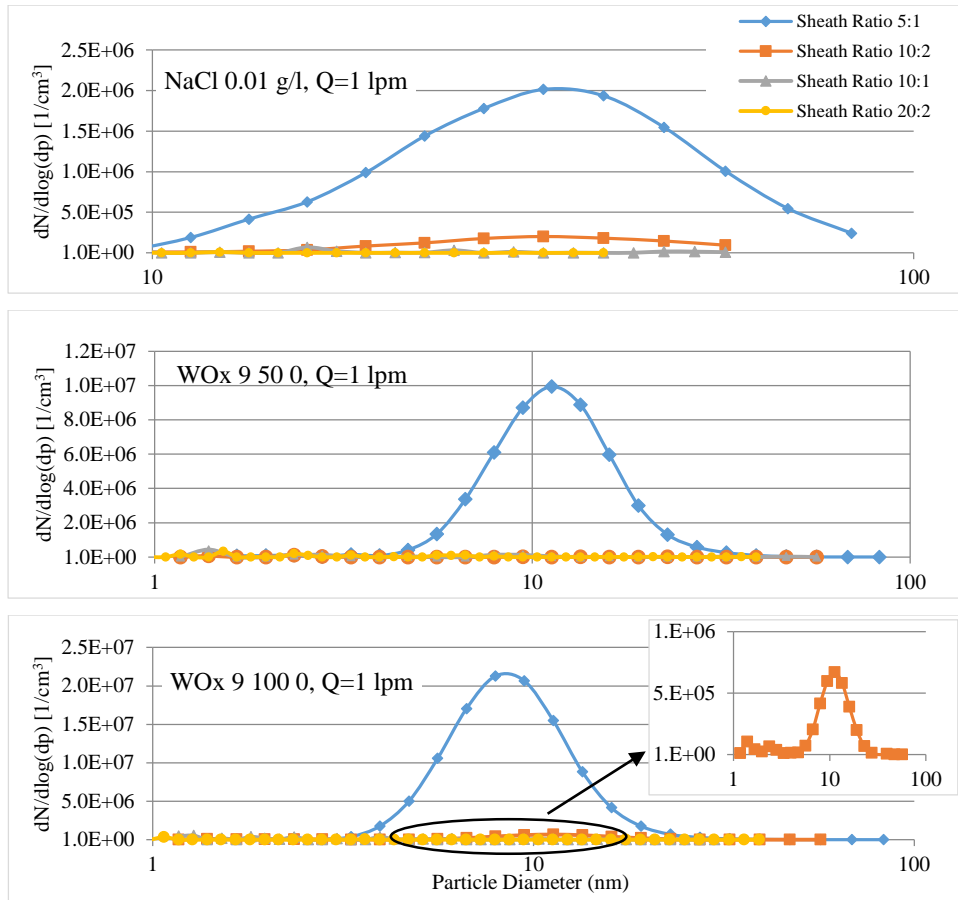 Sheath Ratio 5:1
Sheath Ratio 10:2
Sheath Ratio 10:1
Sheath Ratio 20:2
NaCl 0.01 g/l, Q=1 lpm
dN/dlog(dp) [1/cm³]
2.5E+06
2.0E+06
1.5E+06
1.0E+06
5.0E+05
1.0E+00
10
100
WOx 9 50 0, Q=1 lpm
dN/dlog(dp) [1/cm³]
1.2E+07
1.0E+07
8.0E+06
6.0E+06
4.0E+06
2.0E+06
1.0E+00
1
10
100
WOx 9 100 0, Q=1 lpm
dN/dlog(dp) [1/cm³]
2.5E+07
2.0E+07
1.5E+07
1.0E+07
5.0E+06
1.0E+00
1
10
100
Particle Diameter (nm)
1.E+06
5.E+05
1.E+00
1
10
100